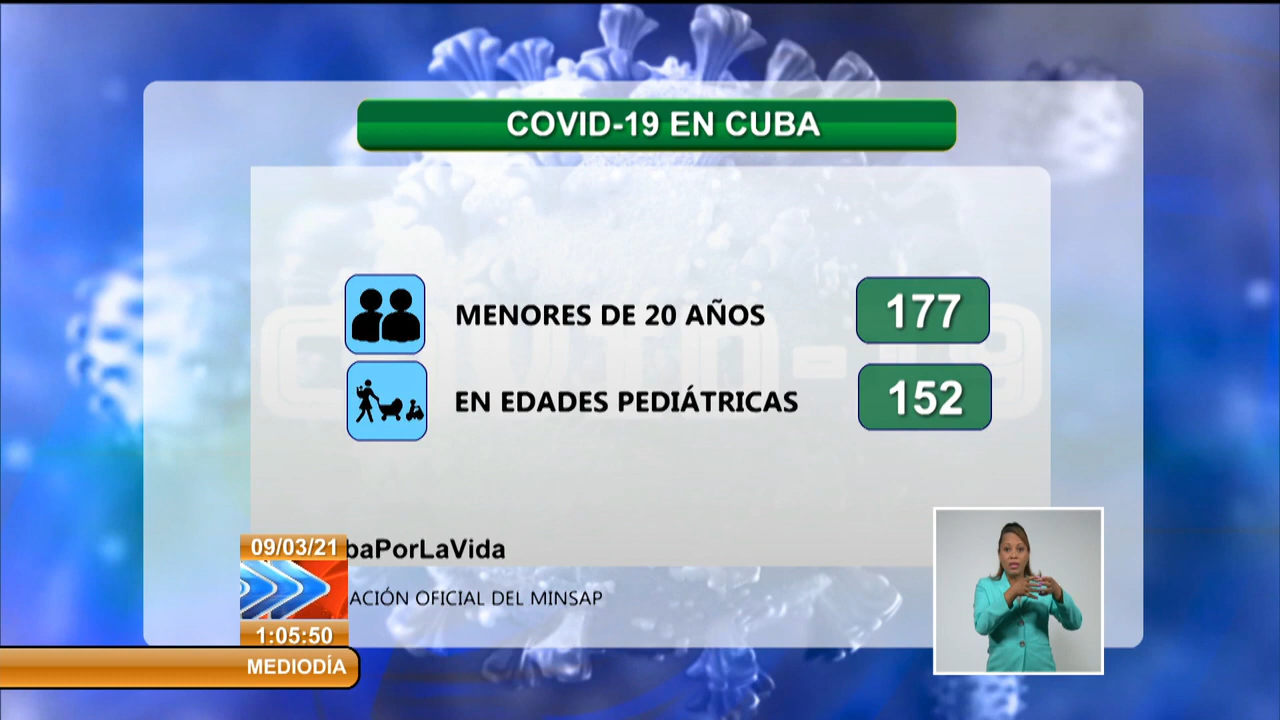 COVID-19 EN CUBA
MENORES DE 20 AÑOS
177
EN EDADES PEDIÁTRICAS
152
baPorLaVida
09/03/21
ACIÓN OFICIAL DEL MINSAP
1:05:50
MEDIODÍA